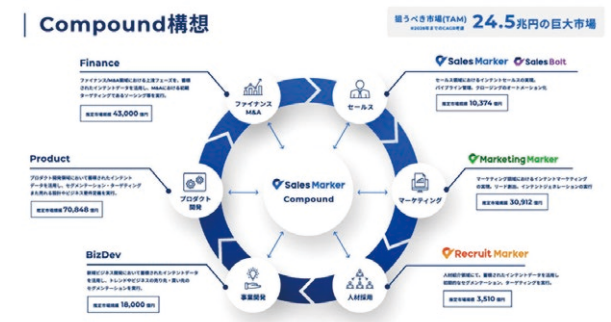 Compound構想
狙うべき市場(TAM)
24.5兆円の巨大市場
Finance
ファイナンス/M&A領域における上流フェーズを、蓄積
されたインテントデータを活用し、M&Aにおける初期
ターゲティングであるソーシング等を実行。
推定市場規模 43,000 億円
Product
プロダクト開発領域において蓄積されたインテント
データを活用し、セグメンテーション・ターゲティング
また売れる設計やビジネス要件定義を実行。
推定市場規模 70,848 億円
BizDev
新規ビジネス領域において蓄積されたインテントデータ
を活用し、トレンドやビジネスの売り先・買い先の
セグメンテーションを実行。
推定市場規模 18,000 億円
ファイナンス
M&A
セールス
プロダクト
開発
Sales Marker
Compound
マーケティング
事業開発
人材採用
Sales Marker Sales Bolt
セールス領域におけるインテントセールスの実現。
パイプライン管理、クロージングのオートメーション化
推定市場規模 10,374 億円
Marketing Marker
マーケティング領域におけるインテントマーケティング
の実現。リード創出、インテントジェネレーションの実行
推定市場規模 30,912 億円
Recruit Marker
人材紹介領域にて、蓄積されたインテントデータを活用し
初期的なセグメンテーション、ターゲティングを実行。
推定市場規模 3,510 億円